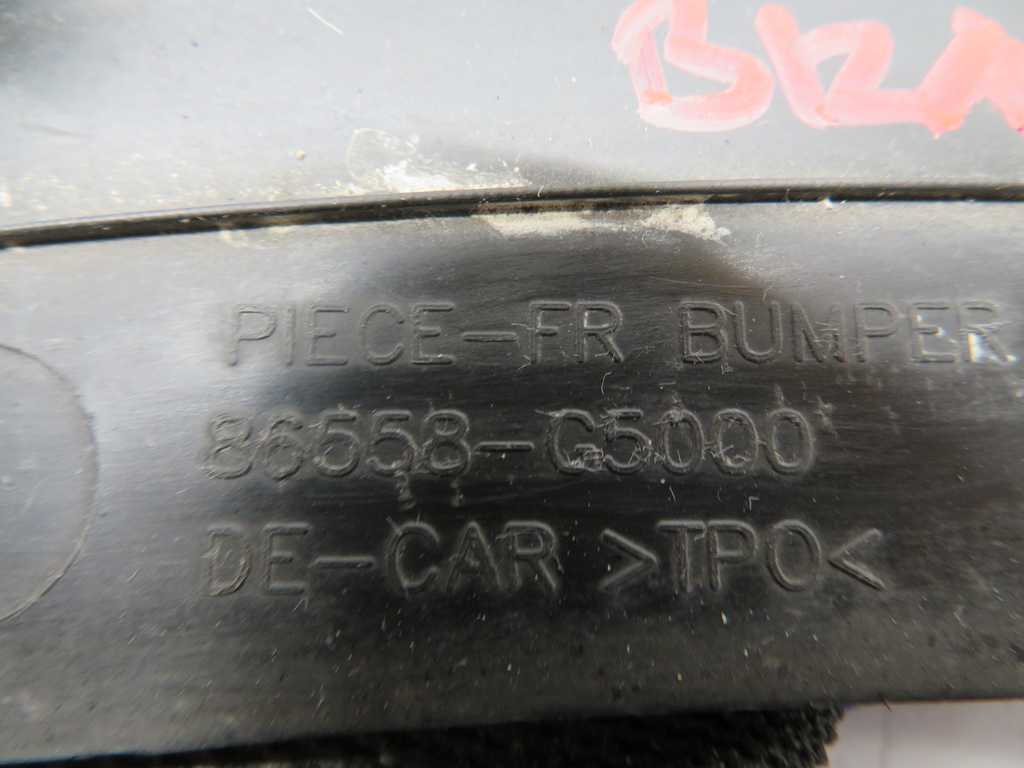 PIECE-FR BUMPER
86558-G5000
DE-CAR >TPO<